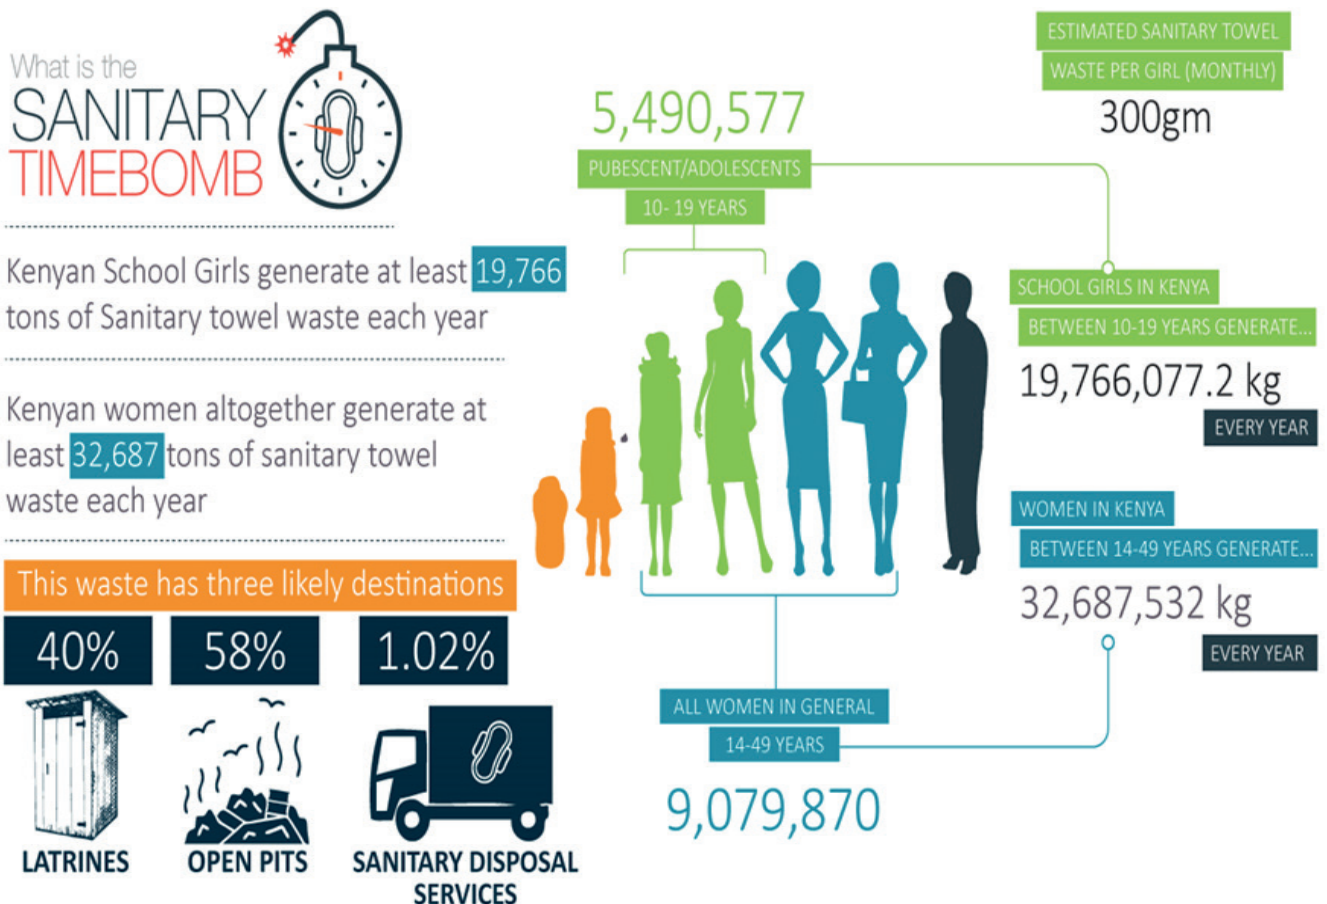 What is the
SANITARY
TIMEBOMB
Kenyan School Girls generate at least 19,766
tons of Sanitary towel waste each year
Kenyan women altogether generate at
least 32,687 tons of sanitary towel
waste each year
This waste has three likely destinations
40%
58%
1.02%
LATRINES
OPEN PITS
SANITARY DISPOSAL
SERVICES
5,490,577
PUBESCENT/ADOLESCENTS
10- 19 YEARS
ALL WOMEN IN GENERAL
14-49 YEARS
9,079,870
ESTIMATED SANITARY TOWEL
WASTE PER GIRL (MONTHLY)
300gm
SCHOOL GIRLS IN KENYA
BETWEEN 10-19 YEARS GENERATE...
19,766,077.2 kg
EVERY YEAR
WOMEN IN KENYA
BETWEEN 14-49 YEARS GENERATE...
32,687,532 kg
EVERY YEAR